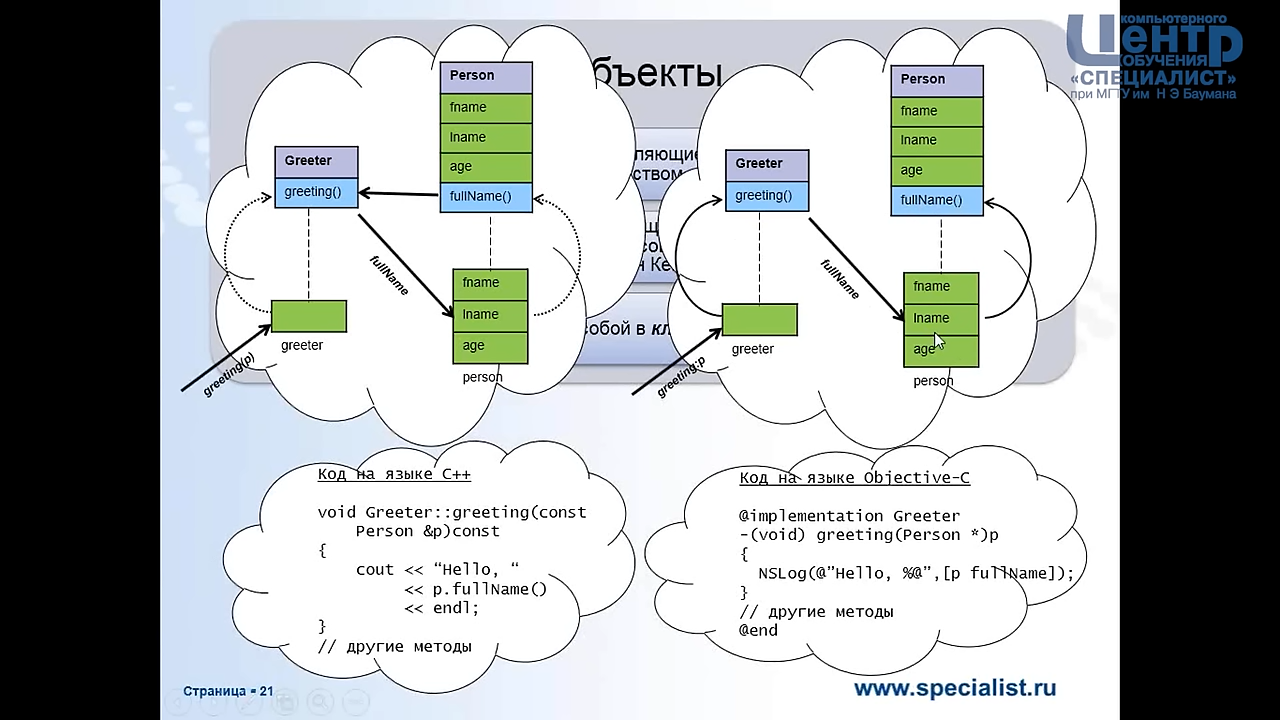 компьютерного
Центр
ОБУЧЕНИЯ
«СПЕЦИАЛИСТ»
при МГТУ им Н Э Баумана
бъекты
Person
fname
lname
age
fullName()
Greeter
greeting()
fullName
greeting(p)
greeter
fname
lname
age
person
ляющие
ством
собой в
Person
fname
lname
age
fullName()
Greeter
greeting()
fullName
greeting:p
greeter
fname
lname
age
person
Код на языке C++
void Greeter::greeting(const
Person &p)const
{
cout << “Hello, “
<< p.fullName()
<< endl;
}
// другие методы
Код на языке Objective-C
@implementation Greeter
-(void) greeting(Person *)p
{
NSLog(@”Hello, %@”,[p fullName]);
}
// другие методы
@end
Страница ▪ 21
www.specialist.ru